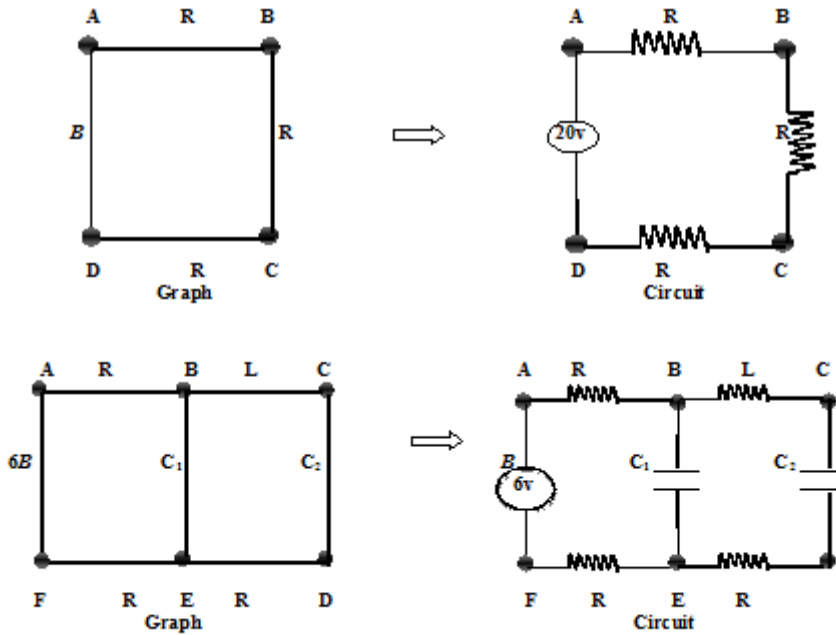 A R B
A R B
B R
20v R
D R C
D R C
Graph
Circuit
A R B L C
A R B L C
6B C₁ C₂
B 6v C₁ C₂
F R E R D
F R E R
Graph
Circuit